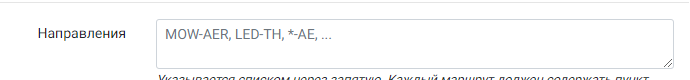 Направления
MOW-AER, LED-TH, *-AE, ...
Указывается списком через запятую. Каждый маршрут должен содержать пункт